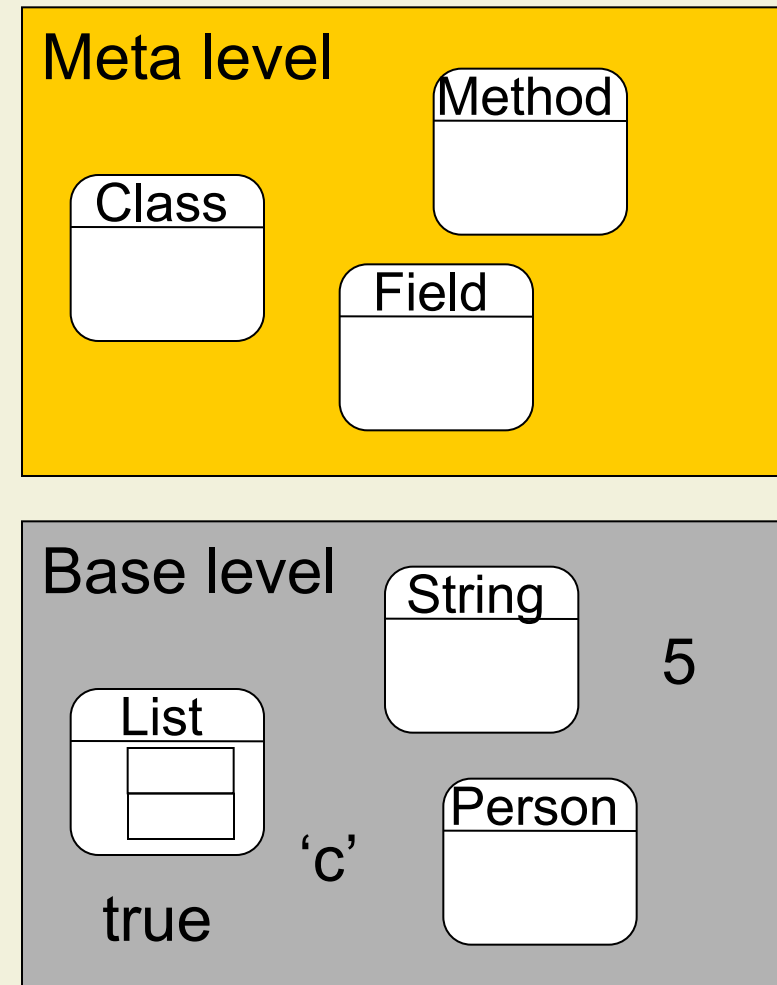 Meta level
Method
Class
Field
Base level
String
5
List
Person
‘c’
true